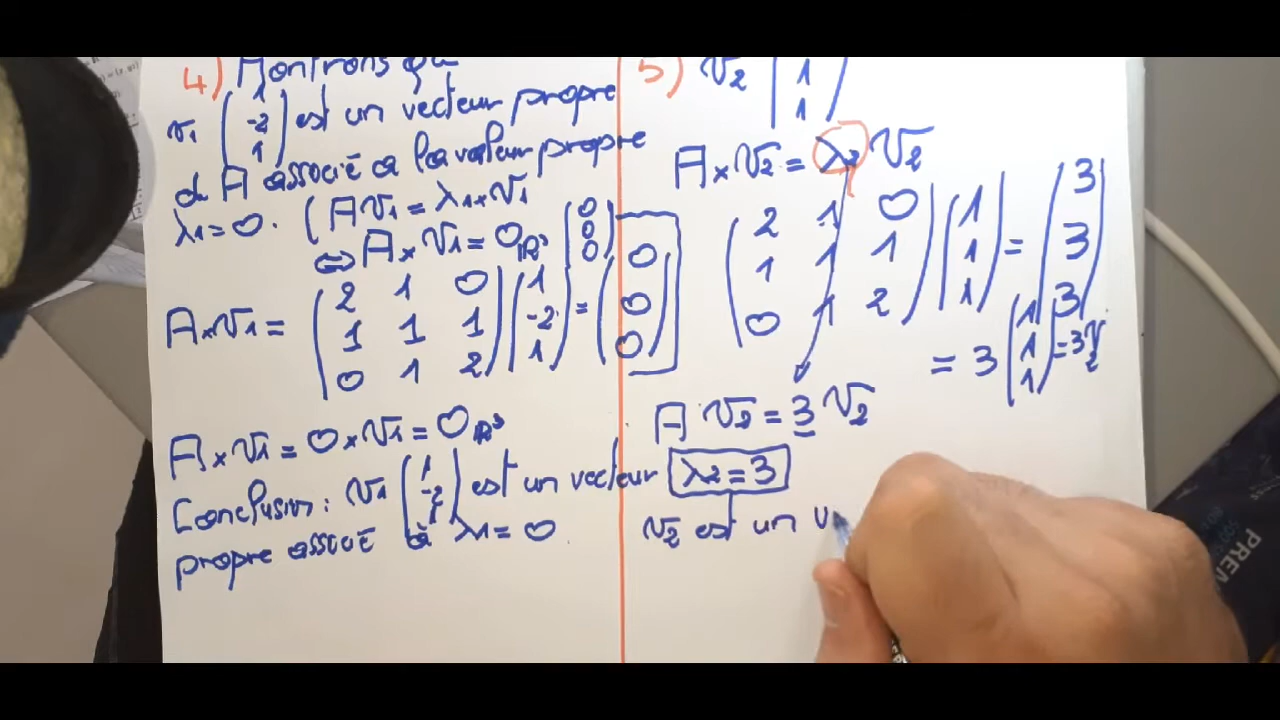 4) Montrons que
v1 ( 1 -2 1 ) est un vecteur propre
de A associé à la valeur propre
λ1 = 0. ( A v1 = λ1 × v1
⇔ A × v1 = 0ℝ³ ( 0 0 0 )
A × v1 = ( 2 1 0 1 1 1 0 1 2 ) ( 1 -2 1 ) = ( 0 0 0 )
A × v1 = 0 × v1 = 0ℝ³
Conclusion : v1 ( 1 -2 1 ) est un vecteur
propre associé à λ1 = 0
5) v2 ( 1 1
A × v2 = λ2 v2
( 2 1 0 1 1 1 0 1 2 ) ( 1 1 1 ) = ( 3 3 3 )
= 3 ( 1 1 1 ) = 3 v2
A v2 = 3 v2
λ2 = 3
v2 est un v
PREM